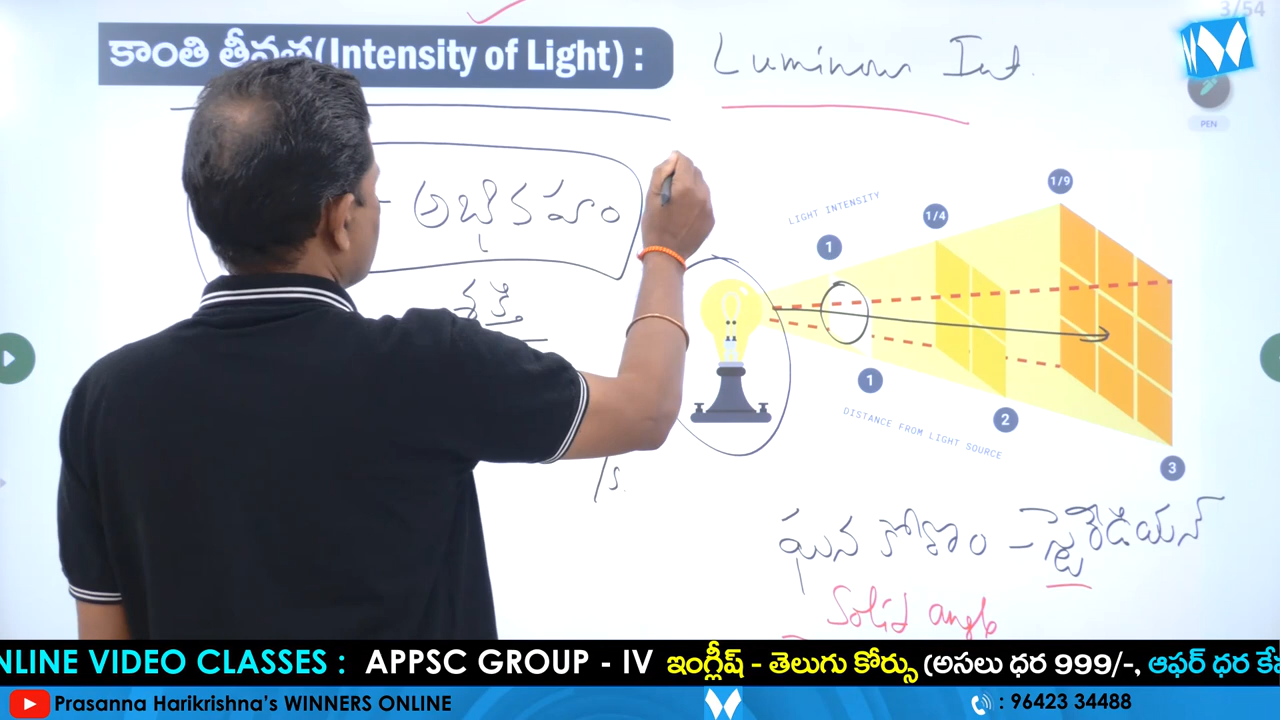 3/54
కాంతి తీవ్రత(Intensity of Light) :
Luminous Int.
PEN
- అభివాహం
శక్తి
/s
LIGHT INTENSITY
1
1/4
1/9
1
2
3
DISTANCE FROM LIGHT SOURCE
ఘన కోణం - స్టెరేడియన్
Solid angle
NLINE VIDEO CLASSES : APPSC GROUP - IV ఇంగ్లీష్ - తెలుగు కోర్సు (అసలు ధర 999/-, ఆఫర్ ధర కే
Prasanna Harikrishna's WINNERS ONLINE
: 96423 34488